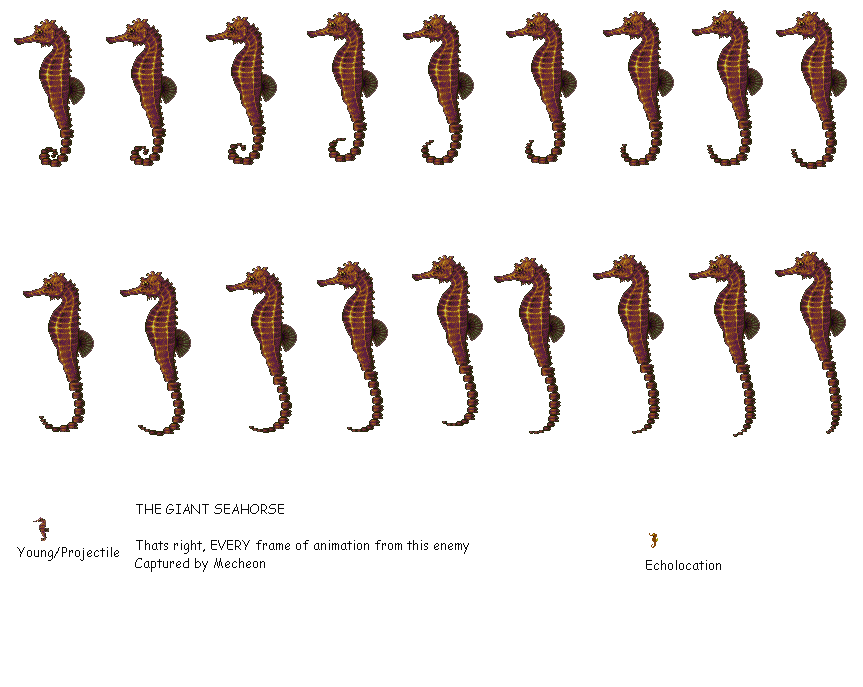 THE GIANT SEAHORSE
Young/Projectile
Thats right, EVERY frame of animation from this enemy
Captured by Mecheon
Echolocation